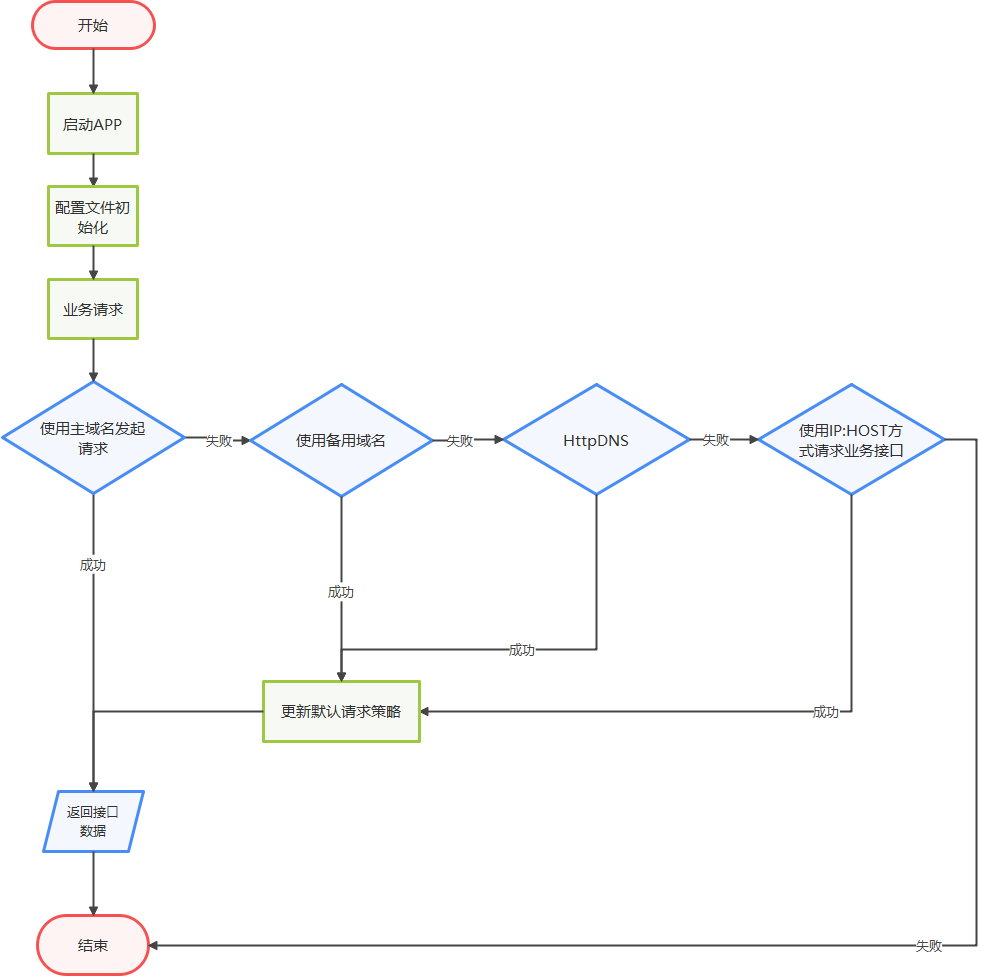 开始
启动APP
配置文件初
始化
业务请求
使用主域名发起
请求
失败
使用备用域名
失败
HttpDNS
失败
使用IP:HOST方
式请求业务接口
成功
成功
成功
更新默认请求策略
成功
返回接口
数据
结束
失败